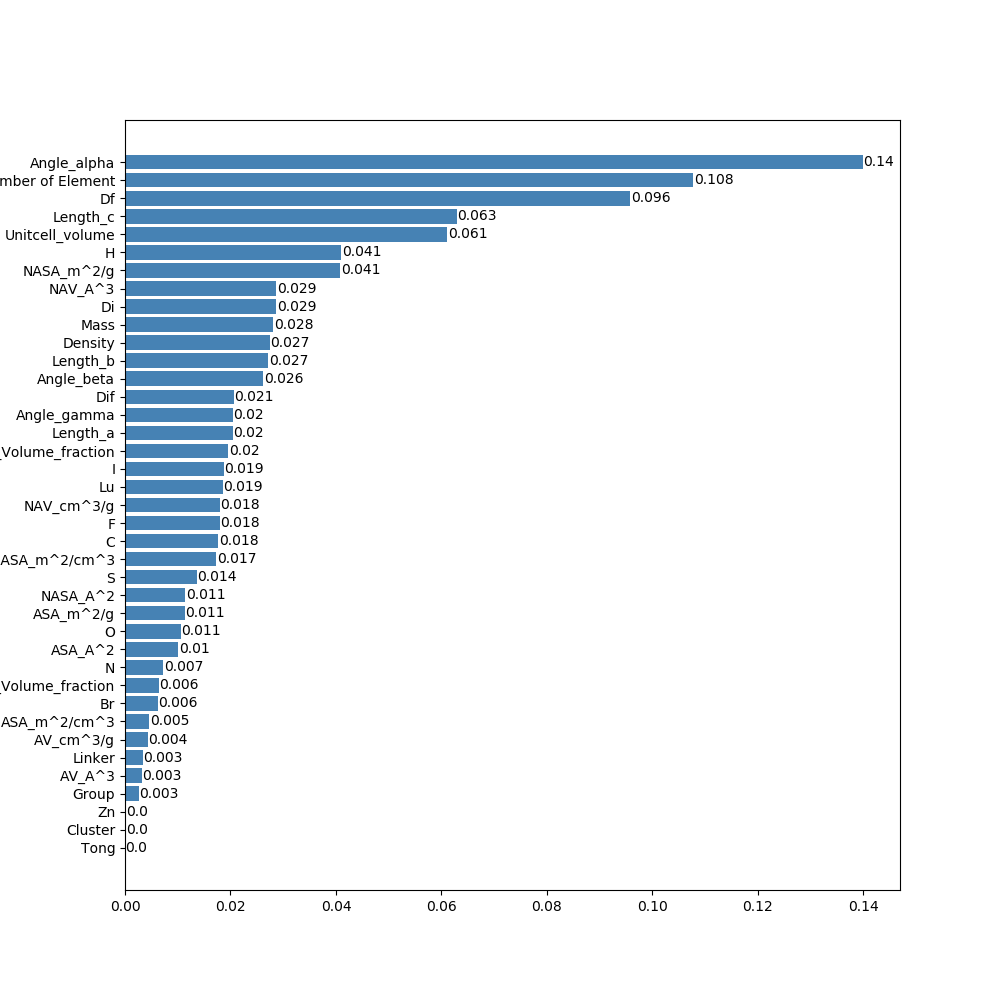 Angle_alpha 0.14
mber of Element 0.108
Df 0.096
Length_c 0.063
Unitcell_volume 0.061
H 0.041
NASA_m^2/g 0.041
NAV_A^3 0.029
Di 0.029
Mass 0.028
Density 0.027
Length_b 0.027
Angle_beta 0.026
Dif 0.021
Angle_gamma 0.02
Length_a 0.02
_Volume_fraction 0.02
I 0.019
Lu 0.019
NAV_cm^3/g 0.018
F 0.018
C 0.018
ASA_m^2/cm^3 0.017
S 0.014
NASA_A^2 0.011
ASA_m^2/g 0.011
O 0.011
ASA_A^2 0.01
N 0.007
_Volume_fraction 0.006
Br 0.006
ASA_m^2/cm^3 0.005
AV_cm^3/g 0.004
Linker 0.003
AV_A^3 0.003
Group 0.003
Zn 0.0
Cluster 0.0
Tong 0.0
0.00 0.02 0.04 0.06 0.08 0.10 0.12 0.14